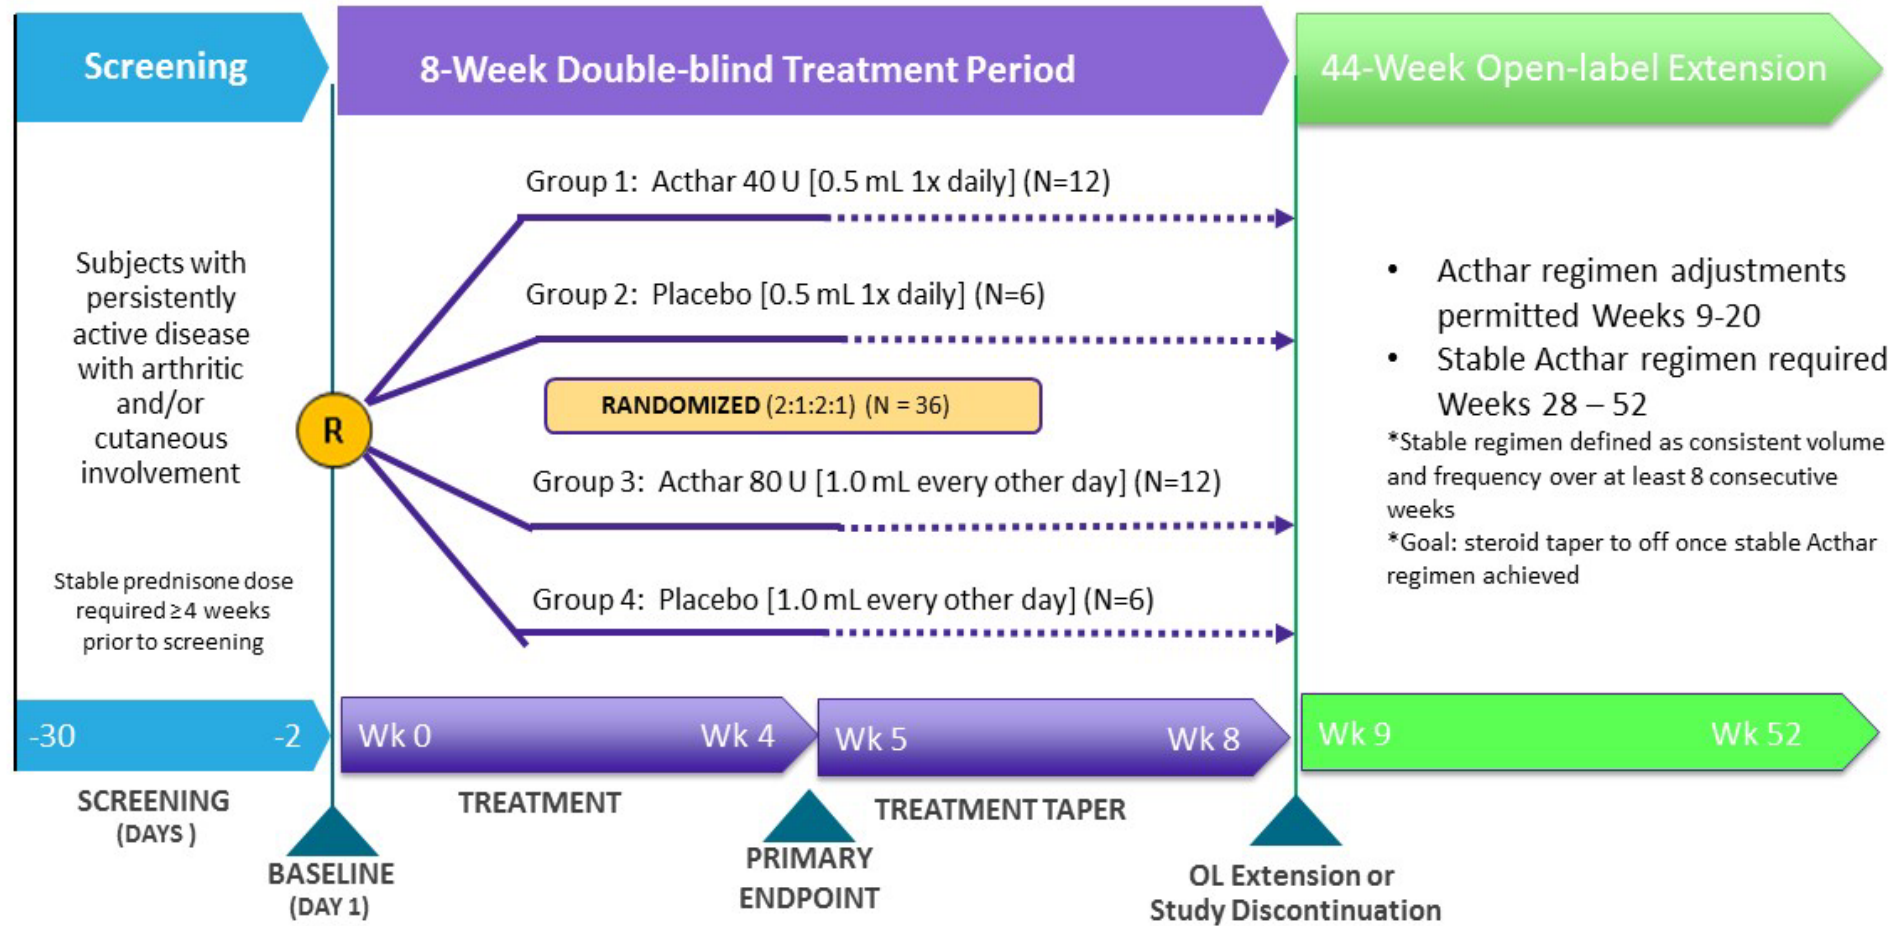 Screening
8-Week Double-blind Treatment Period
44-Week Open-label Extension
Subjects with
persistently
active disease
with arthritic
and/or
cutaneous
involvement
Stable prednisone dose
required ≥4 weeks
prior to screening
R
Group 1: Acthar 40 U [0.5 mL 1x daily] (N=12)
Group 2: Placebo [0.5 mL 1x daily] (N=6)
RANDOMIZED (2:1:2:1) (N = 36)
Group 3: Acthar 80 U [1.0 mL every other day] (N=12)
Group 4: Placebo [1.0 mL every other day] (N=6)
• Acthar regimen adjustments
permitted Weeks 9-20
• Stable Acthar regimen required
Weeks 28 – 52
*Stable regimen defined as consistent volume
and frequency over at least 8 consecutive
weeks
*Goal: steroid taper to off once stable Acthar
regimen achieved
-30 -2
Wk 0 Wk 4
Wk 5 Wk 8
Wk 9 Wk 52
SCREENING
(DAYS )
TREATMENT
TREATMENT TAPER
BASELINE
(DAY 1)
PRIMARY
ENDPOINT
OL Extension or
Study Discontinuation